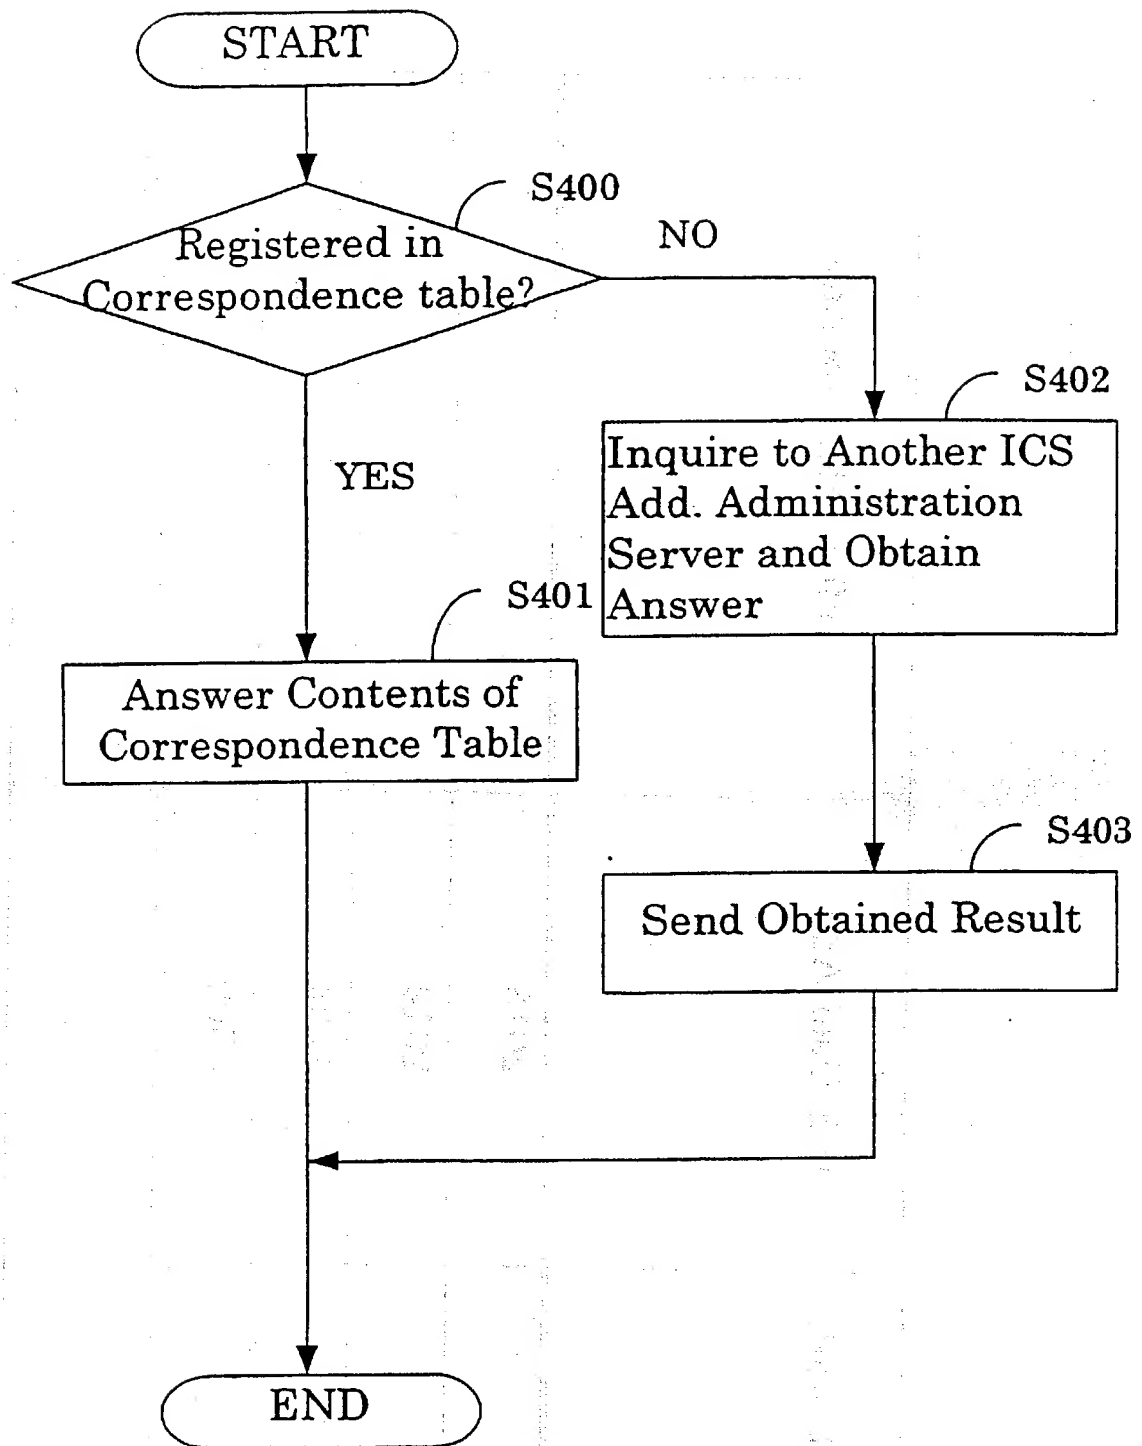 START
S400
Registered in
Correspondence table?
NO
YES
S402
Inquire to Another ICS
Add. Administration
Server and Obtain
Answer
S401
Answer Contents of
Correspondence Table
S403
Send Obtained Result
END